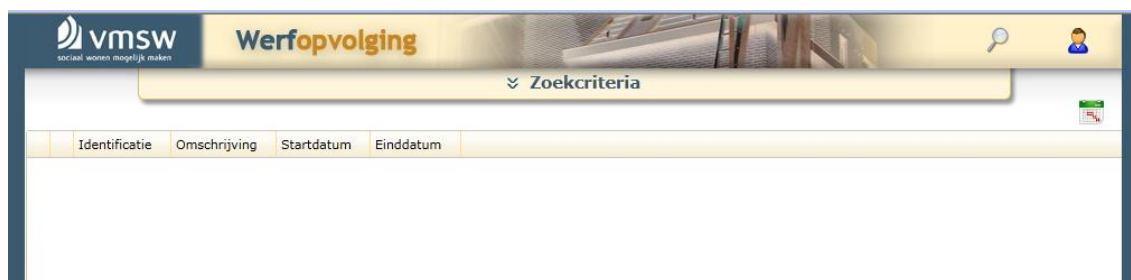 vmsw
sociaal wonen mogelijk maken
Werfopvolging
Zoekcriteria
Identificatie Omschrijving Startdatum Einddatum